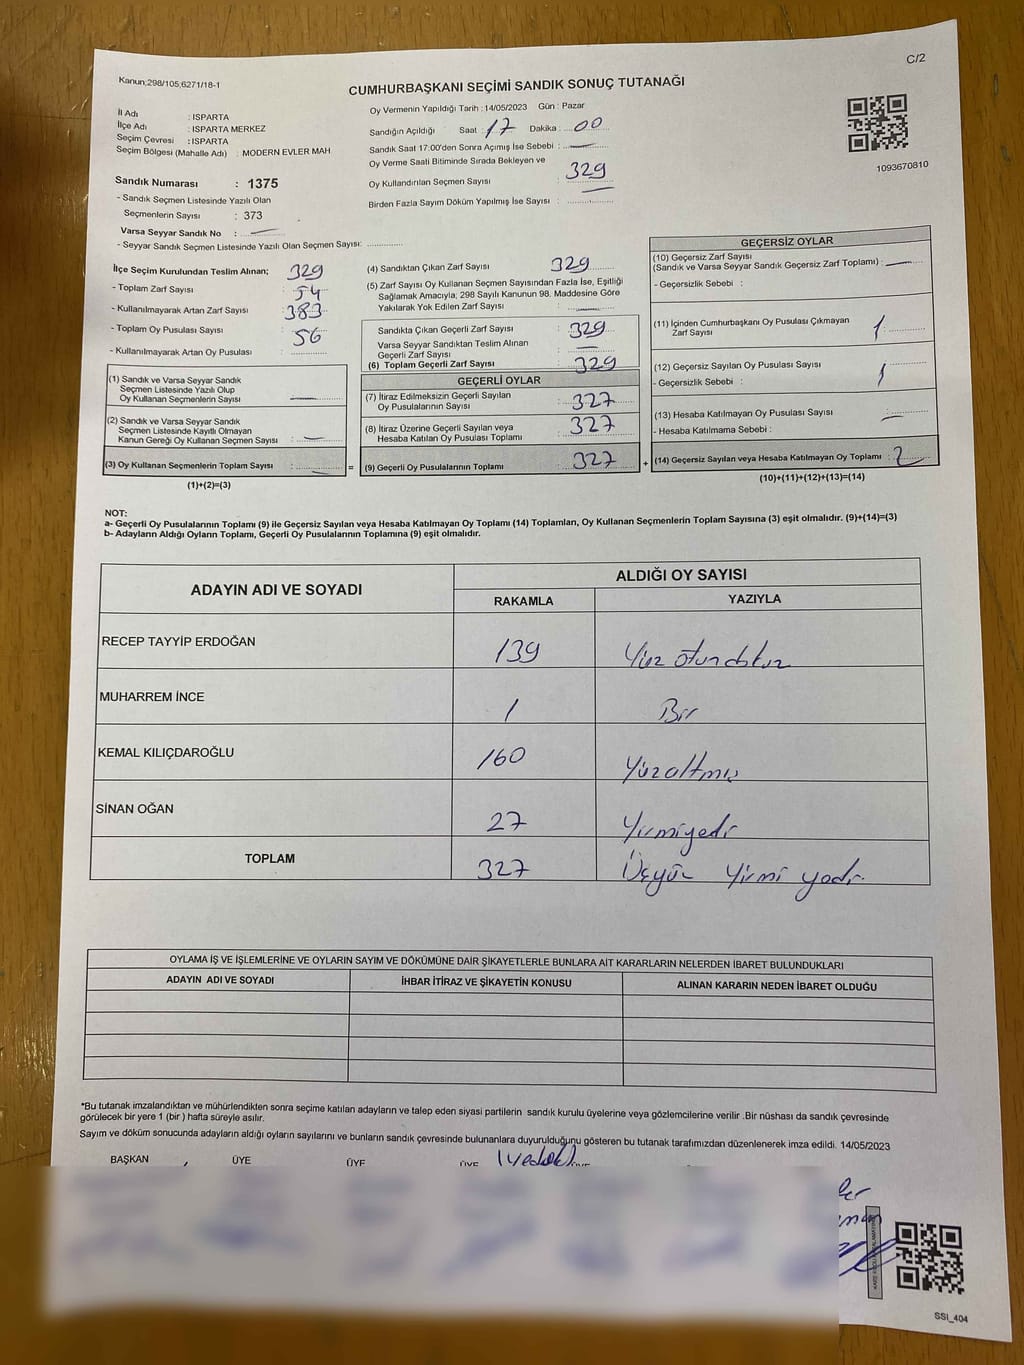 C/2
Kanun;298/105;6271/18-1
CUMHURBAŞKANI SEÇİMİ SANDIK SONUÇ TUTANAĞI
İl Adı : ISPARTA
İlçe Adı : ISPARTA MERKEZ
Seçim Çevresi : ISPARTA
Seçim Bölgesi (Mahalle Adı) : MODERN EVLER MAH.
Sandık Numarası : 1375
- Sandık Seçmen Listesinde Yazılı Olan
Seçmenlerin Sayısı : 373
Varsa Seyyar Sandık No : —
- Seyyar Sandık Seçmen Listesinde Yazılı Olan Seçmen Sayısı: ............
Oy Vermenin Yapıldığı Tarih : 14/05/2023 Gün : Pazar
Sandığın Açıldığı Saat 17 Dakika : 00
Sandık Saat 17:00'den Sonra Açımış İse Sebebi : —
Oy Verme Saati Bitiminde Sırada Bekleyen ve
Oy Kullandırılan Seçmen Sayısı : 329
Birden Fazla Sayım Döküm Yapılmış İse Sayısı : —
1093670810
İlçe Seçim Kurulundan Teslim Alınan; 329
- Toplam Zarf Sayısı : 54
- Kullanılmayarak Artan Zarf Sayısı : 383
- Toplam Oy Pusulası Sayısı : 56
- Kullanılmayarak Artan Oy Pusulası : ............
(1) Sandık ve Varsa Seyyar Sandık
Seçmen Listesinde Yazılı Olup
Oy Kullanan Seçmenlerin Sayısı : —
(2) Sandık ve Varsa Seyyar Sandık
Seçmen Listesinde Kayıtlı Olmayan
Kanun Gereği Oy Kullanan Seçmen Sayısı : —
(3) Oy Kullanan Seçmenlerin Toplam Sayısı : —
(1)+(2)=(3)
=
(4) Sandıktan Çıkan Zarf Sayısı 329
(5) Zarf Sayısı Oy Kullanan Seçmen Sayısından Fazla İse, Eşitliği
Sağlamak Amacıyla; 298 Sayılı Kanunun 98. Maddesine Göre
Yakılarak Yok Edilen Zarf Sayısı : —
Sandıkta Çıkan Geçerli Zarf Sayısı : 329
Varsa Seyyar Sandıktan Teslim Alınan
Geçerli Zarf Sayısı : —
(6) Toplam Geçerli Zarf Sayısı : 329
GEÇERLİ OYLAR
(7) İtiraz Edilmeksizin Geçerli Sayılan
Oy Pusulalarının Sayısı : 327
(8) İtiraz Üzerine Geçerli Sayılan veya
Hesaba Katılan Oy Pusulası Toplamı : 327
(9) Geçerli Oy Pusulalarının Toplamı : 327
+
GEÇERSİZ OYLAR
(10) Geçersiz Zarf Sayısı
(Sandık ve Varsa Seyyar Sandık Geçersiz Zarf Toplamı) : —
- Geçersizlik Sebebi :
(11) İçinden Cumhurbaşkanı Oy Pusulası Çıkmayan
Zarf Sayısı : 1
(12) Geçersiz Sayılan Oy Pusulası Sayısı : 1
- Geçersizlik Sebebi :
(13) Hesaba Katılmayan Oy Pusulası Sayısı : —
- Hesaba Katılmama Sebebi :
(14) Geçersiz Sayılan veya Hesaba Katılmayan Oy Toplamı : 2
(10)+(11)+(12)+(13)=(14)
NOT:
a- Geçerli Oy Pusulalarının Toplamı (9) ile Geçersiz Sayılan veya Hesaba Katılmayan Oy Toplamı (14) Toplamları, Oy Kullanan Seçmenlerin Toplam Sayısına (3) eşit olmalıdır. (9)+(14)=(3)
b- Adayların Aldığı Oyların Toplamı, Geçerli Oy Pusulalarının Toplamına (9) eşit olmalıdır.
ADAYIN ADI VE SOYADI ALDIĞI OY SAYISI
RAKAMLA YAZIYLA
RECEP TAYYİP ERDOĞAN 139 Yüz otuz dokuz
MUHARREM İNCE 1 Bir
KEMAL KILIÇDAROĞLU 160 Yüzaltmış
SİNAN OĞAN 27 Yirmiyedi
TOPLAM 327 Üçyüz Yirmi yedi
OYLAMA İŞ VE İŞLEMLERİNE VE OYLARIN SAYIM VE DÖKÜMÜNE DAİR ŞİKAYETLERLE BUNLARA AİT KARARLARIN NELERDEN İBARET BULUNDUKLARI
ADAYIN ADI VE SOYADI İHBAR İTİRAZ VE ŞİKAYETİN KONUSU ALINAN KARARIN NEDEN İBARET OLDUĞU
*Bu tutanak imzalandıktan ve mühürlendikten sonra seçime katılan adayların ve talep eden siyasi partilerin sandık kurulu üyelerine veya gözlemcilerine verilir .Bir nüshası da sandık çevresinde
görülecek bir yere 1 (bir ) hafta süreyle asılır.
Sayım ve döküm sonucunda adayların aldığı oyların sayılarını ve bunların sandık çevresinde bulunanlara duyurulduğunu gösteren bu tutanak tarafımızdan düzenlenerek imza edildi. 14/05/2023
BAŞKAN ÜYE ÜYE ÜYE
SSI_404